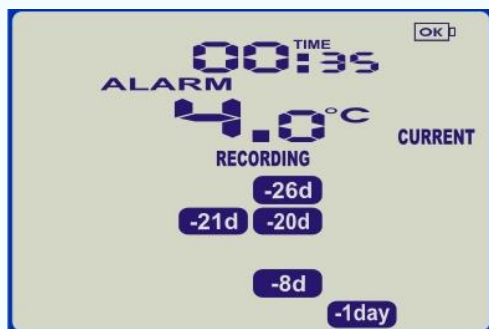 OK
TIME
00:35
ALARM
4.0°C
CURRENT
RECORDING
-26d
-21d -20d
-8d
-1day